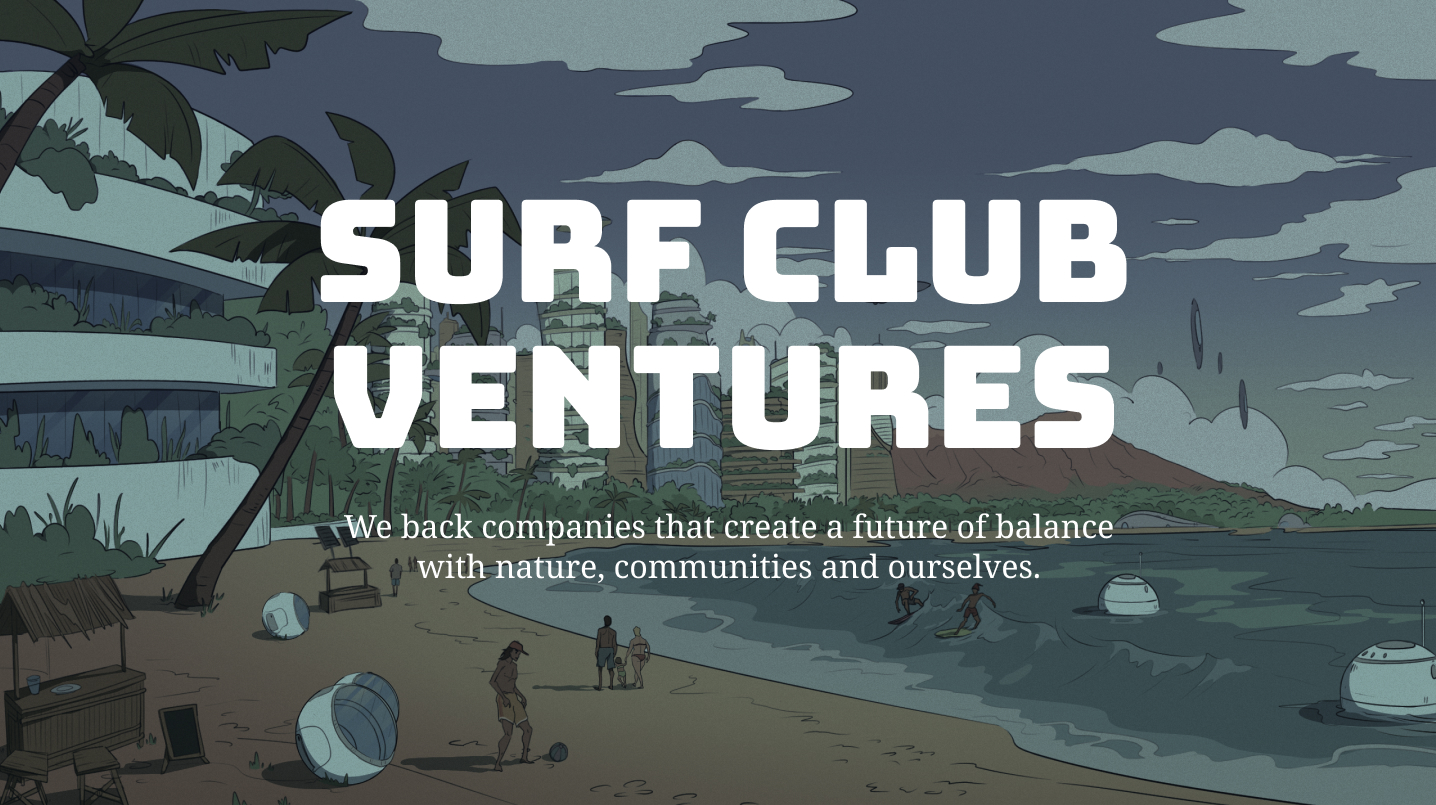 SURF CLUB
VENTURES
We back companies that create a future of balance
with nature, communities and ourselves.